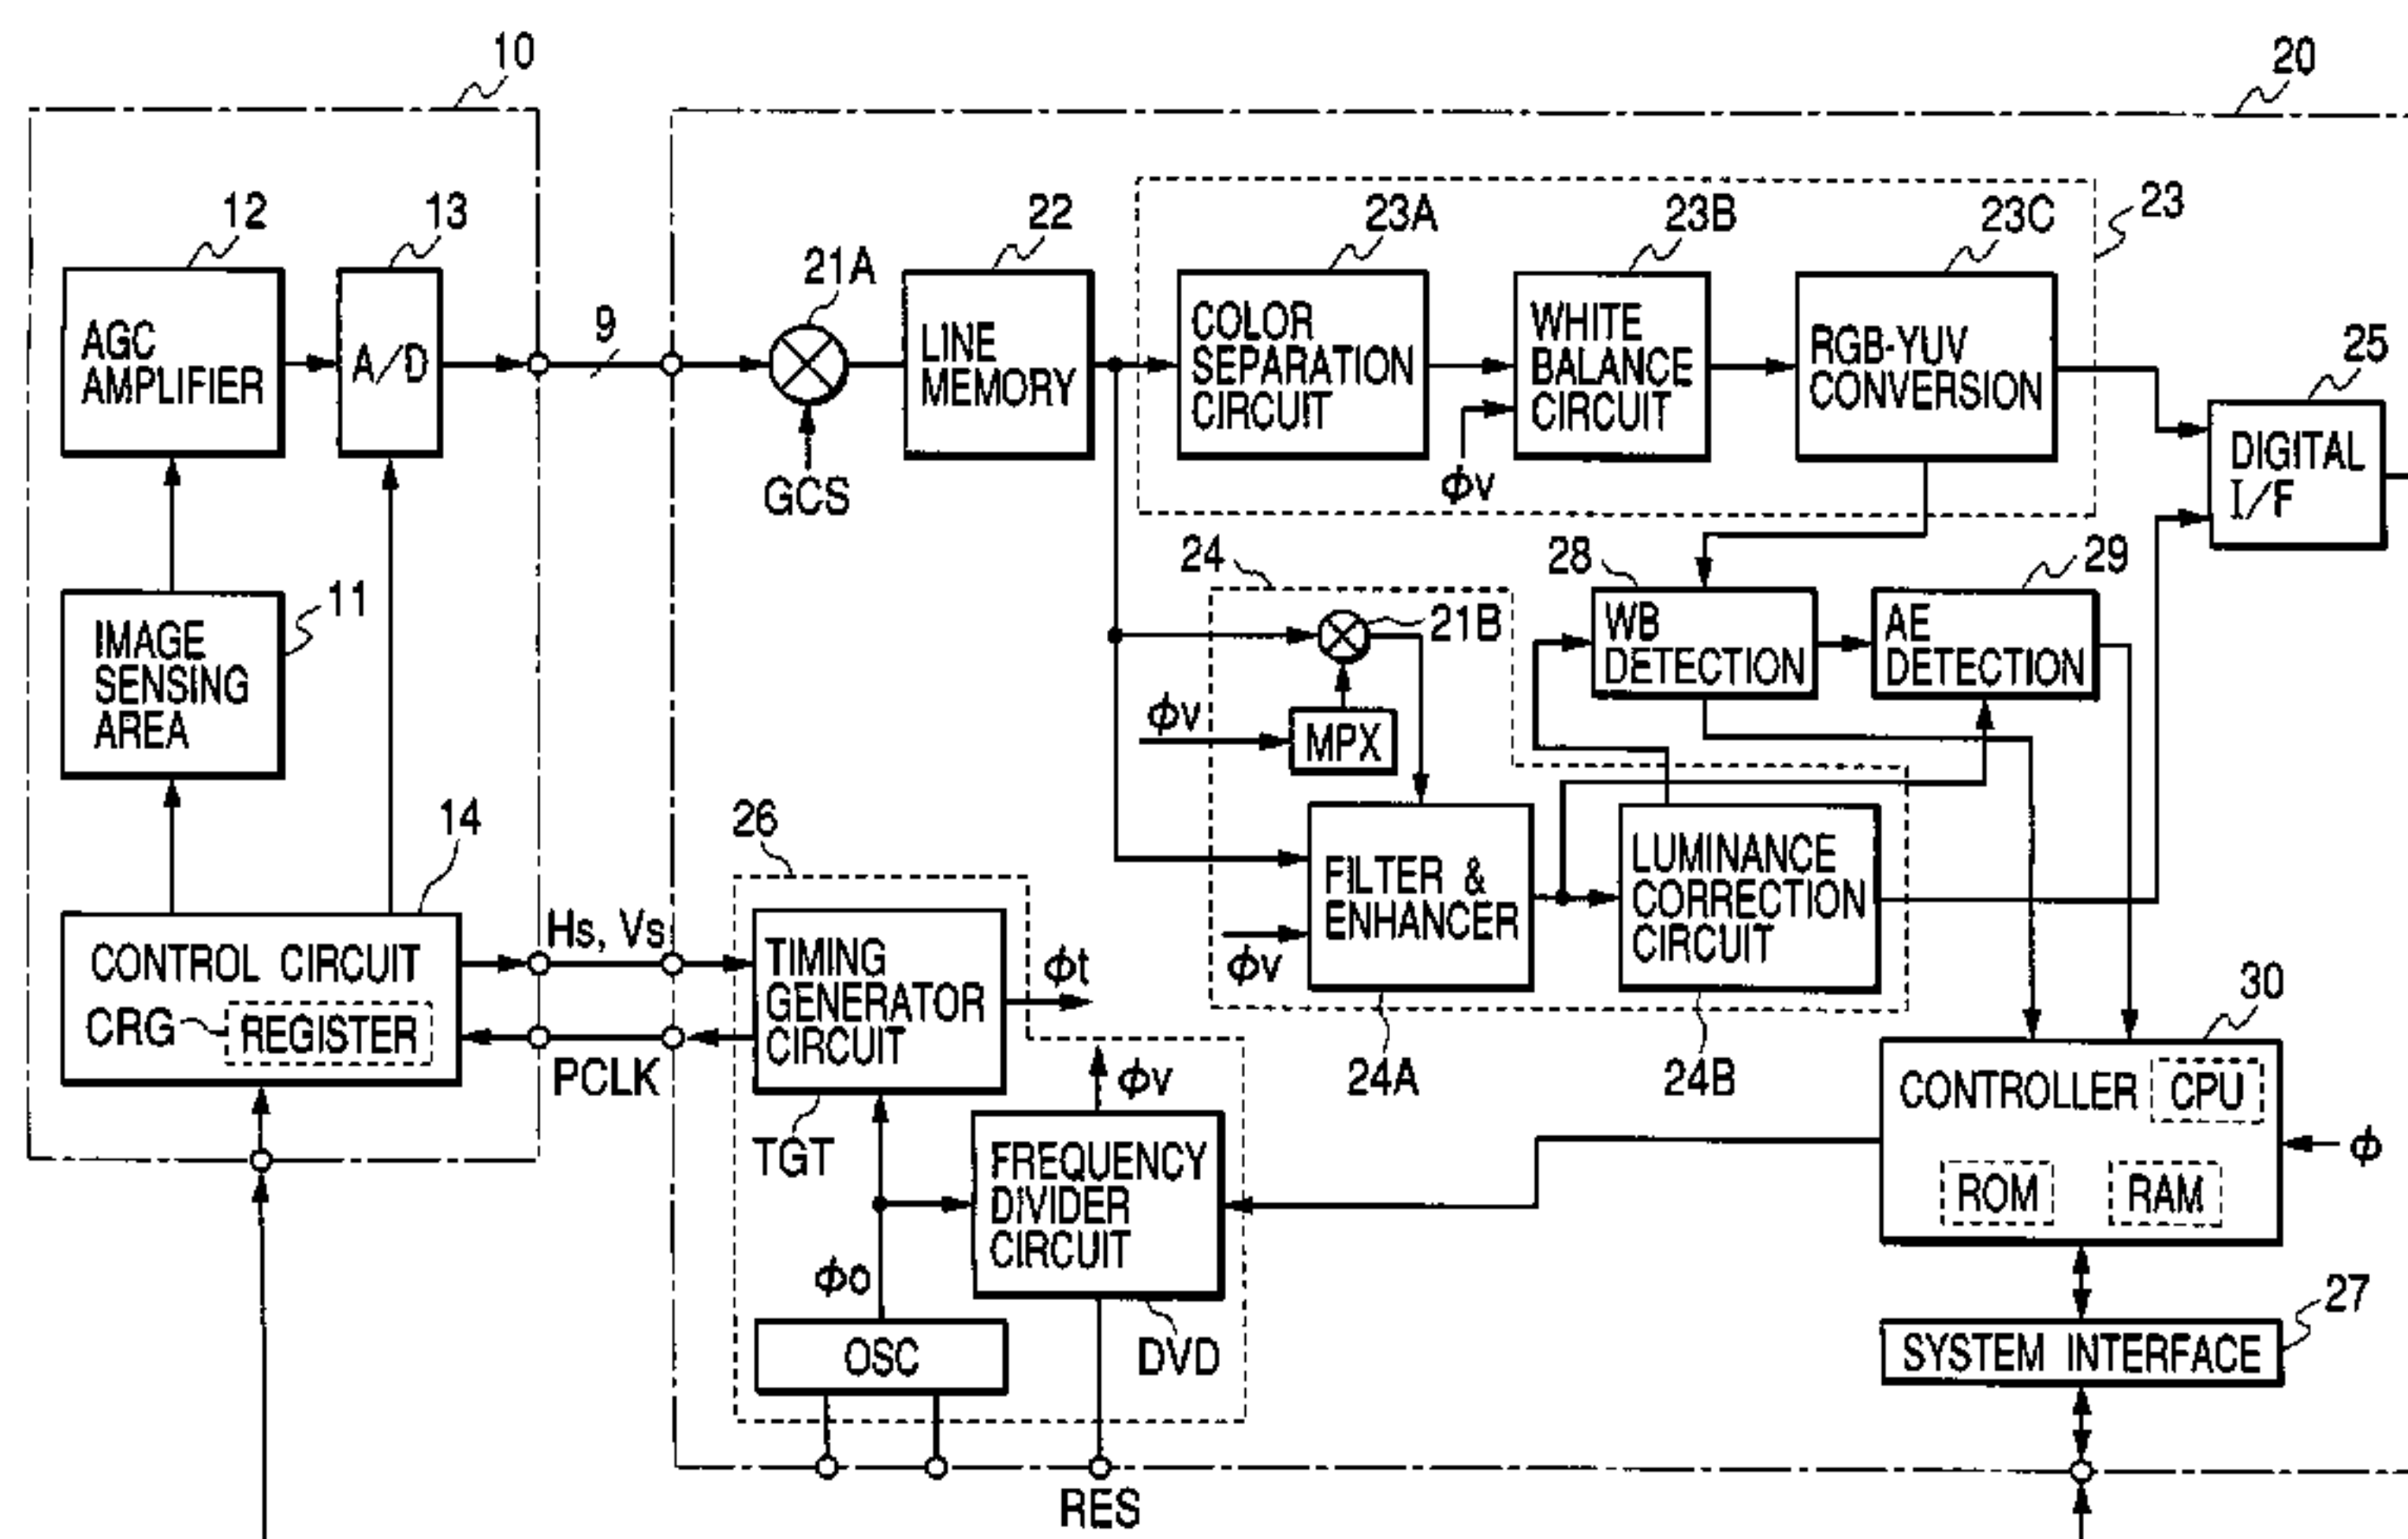 10
20
12
13
21A
22
23A
23B
23C
23
AGC
AMPLIFIER
A/D
9
LINE
MEMORY
COLOR
SEPARATION
CIRCUIT
WHITE
BALANCE
CIRCUIT
RGB-YUV
CONVERSION
25
GCS
ϕv
DIGITAL
I/F
11
IMAGE
SENSING
AREA
24
21B
28
29
WB
DETECTION
AE
DETECTION
ϕv
MPX
14
26
CONTROL CIRCUIT
CRG
REGISTER
Hs, Vs
PCLK
TIMING
GENERATOR
CIRCUIT
ϕt
TGT
FILTER &
ENHANCER
ϕv
LUMINANCE
CORRECTION
CIRCUIT
24A
24B
30
ϕv
FREQUENCY
DIVIDER
CIRCUIT
CONTROLLER
CPU
ROM
RAM
ϕ
ϕo
OSC
DVD
27
SYSTEM INTERFACE
RES